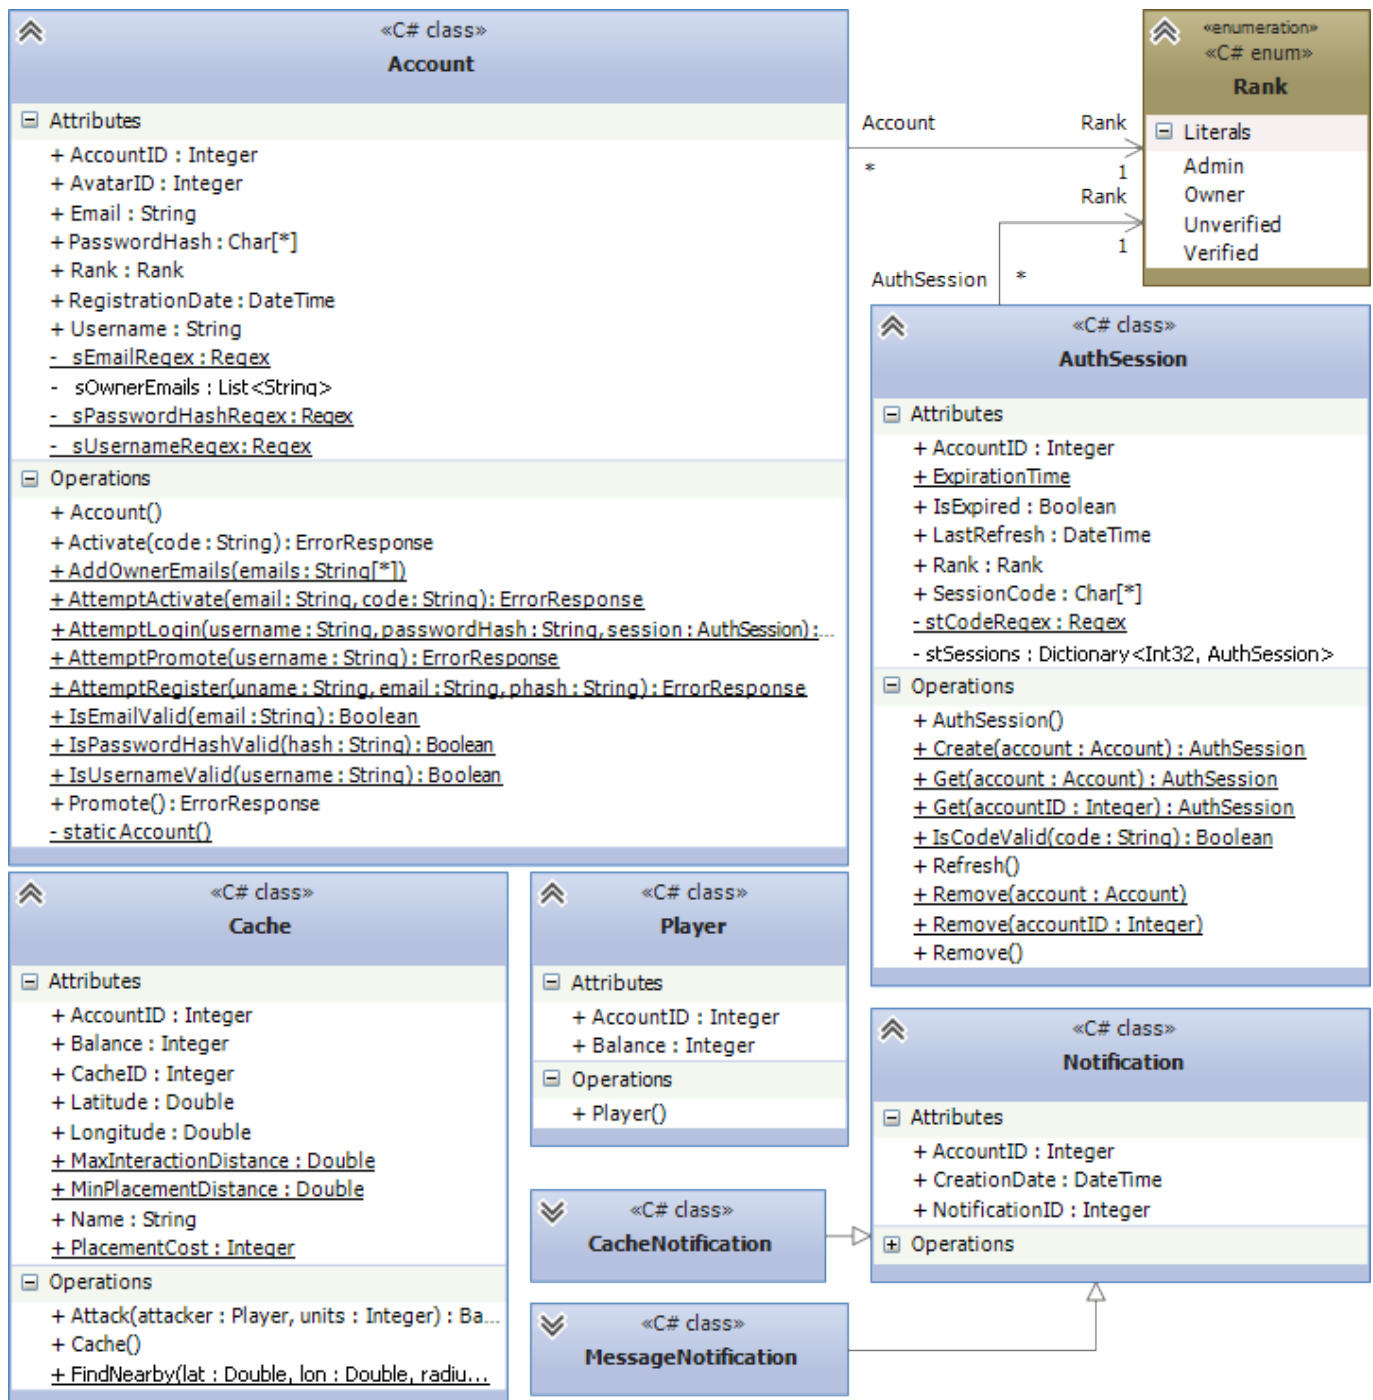 «C# class»
Account
Attributes
+ AccountID : Integer
+ AvatarID : Integer
+ Email : String
+ PasswordHash : Char[*]
+ Rank : Rank
+ RegistrationDate : DateTime
+ Username : String
- sEmailRegex : Regex
- sOwnerEmails : List<String>
- sPasswordHashRegex : Regex
- sUsernameRegex : Regex
Operations
+ Account()
+ Activate(code : String) : ErrorResponse
+ AddOwnerEmails(emails : String[*])
+ AttemptActivate(email : String, code : String) : ErrorResponse
+ AttemptLogin(username : String, passwordHash : String, session : AuthSession) :...
+ AttemptPromote(username : String) : ErrorResponse
+ AttemptRegister(uname : String, email : String, phash : String) : ErrorResponse
+ IsEmailValid(email : String) : Boolean
+ IsPasswordHashValid(hash : String) : Boolean
+ IsUsernameValid(username : String) : Boolean
+ Promote() : ErrorResponse
- static Account()
Account
Rank
*
1
Rank
1
AuthSession
*
«enumeration»
«C# enum»
Rank
Literals
Admin
Owner
Unverified
Verified
«C# class»
AuthSession
Attributes
+ AccountID : Integer
+ ExpirationTime
+ IsExpired : Boolean
+ LastRefresh : DateTime
+ Rank : Rank
+ SessionCode : Char[*]
- stCodeRegex : Regex
- stSessions : Dictionary<Int32, AuthSession>
Operations
+ AuthSession()
+ Create(account : Account) : AuthSession
+ Get(account : Account) : AuthSession
+ Get(accountID : Integer) : AuthSession
+ IsCodeValid(code : String) : Boolean
+ Refresh()
+ Remove(account : Account)
+ Remove(accountID : Integer)
+ Remove()
«C# class»
Cache
Attributes
+ AccountID : Integer
+ Balance : Integer
+ CacheID : Integer
+ Latitude : Double
+ Longitude : Double
+ MaxInteractionDistance : Double
+ MinPlacementDistance : Double
+ Name : String
+ PlacementCost : Integer
Operations
+ Attack(attacker : Player, units : Integer) : Ba...
+ Cache()
+ FindNearby(lat : Double, lon : Double, radiu...
«C# class»
Player
Attributes
+ AccountID : Integer
+ Balance : Integer
Operations
+ Player()
«C# class»
CacheNotification
«C# class»
MessageNotification
«C# class»
Notification
Attributes
+ AccountID : Integer
+ CreationDate : DateTime
+ NotificationID : Integer
Operations